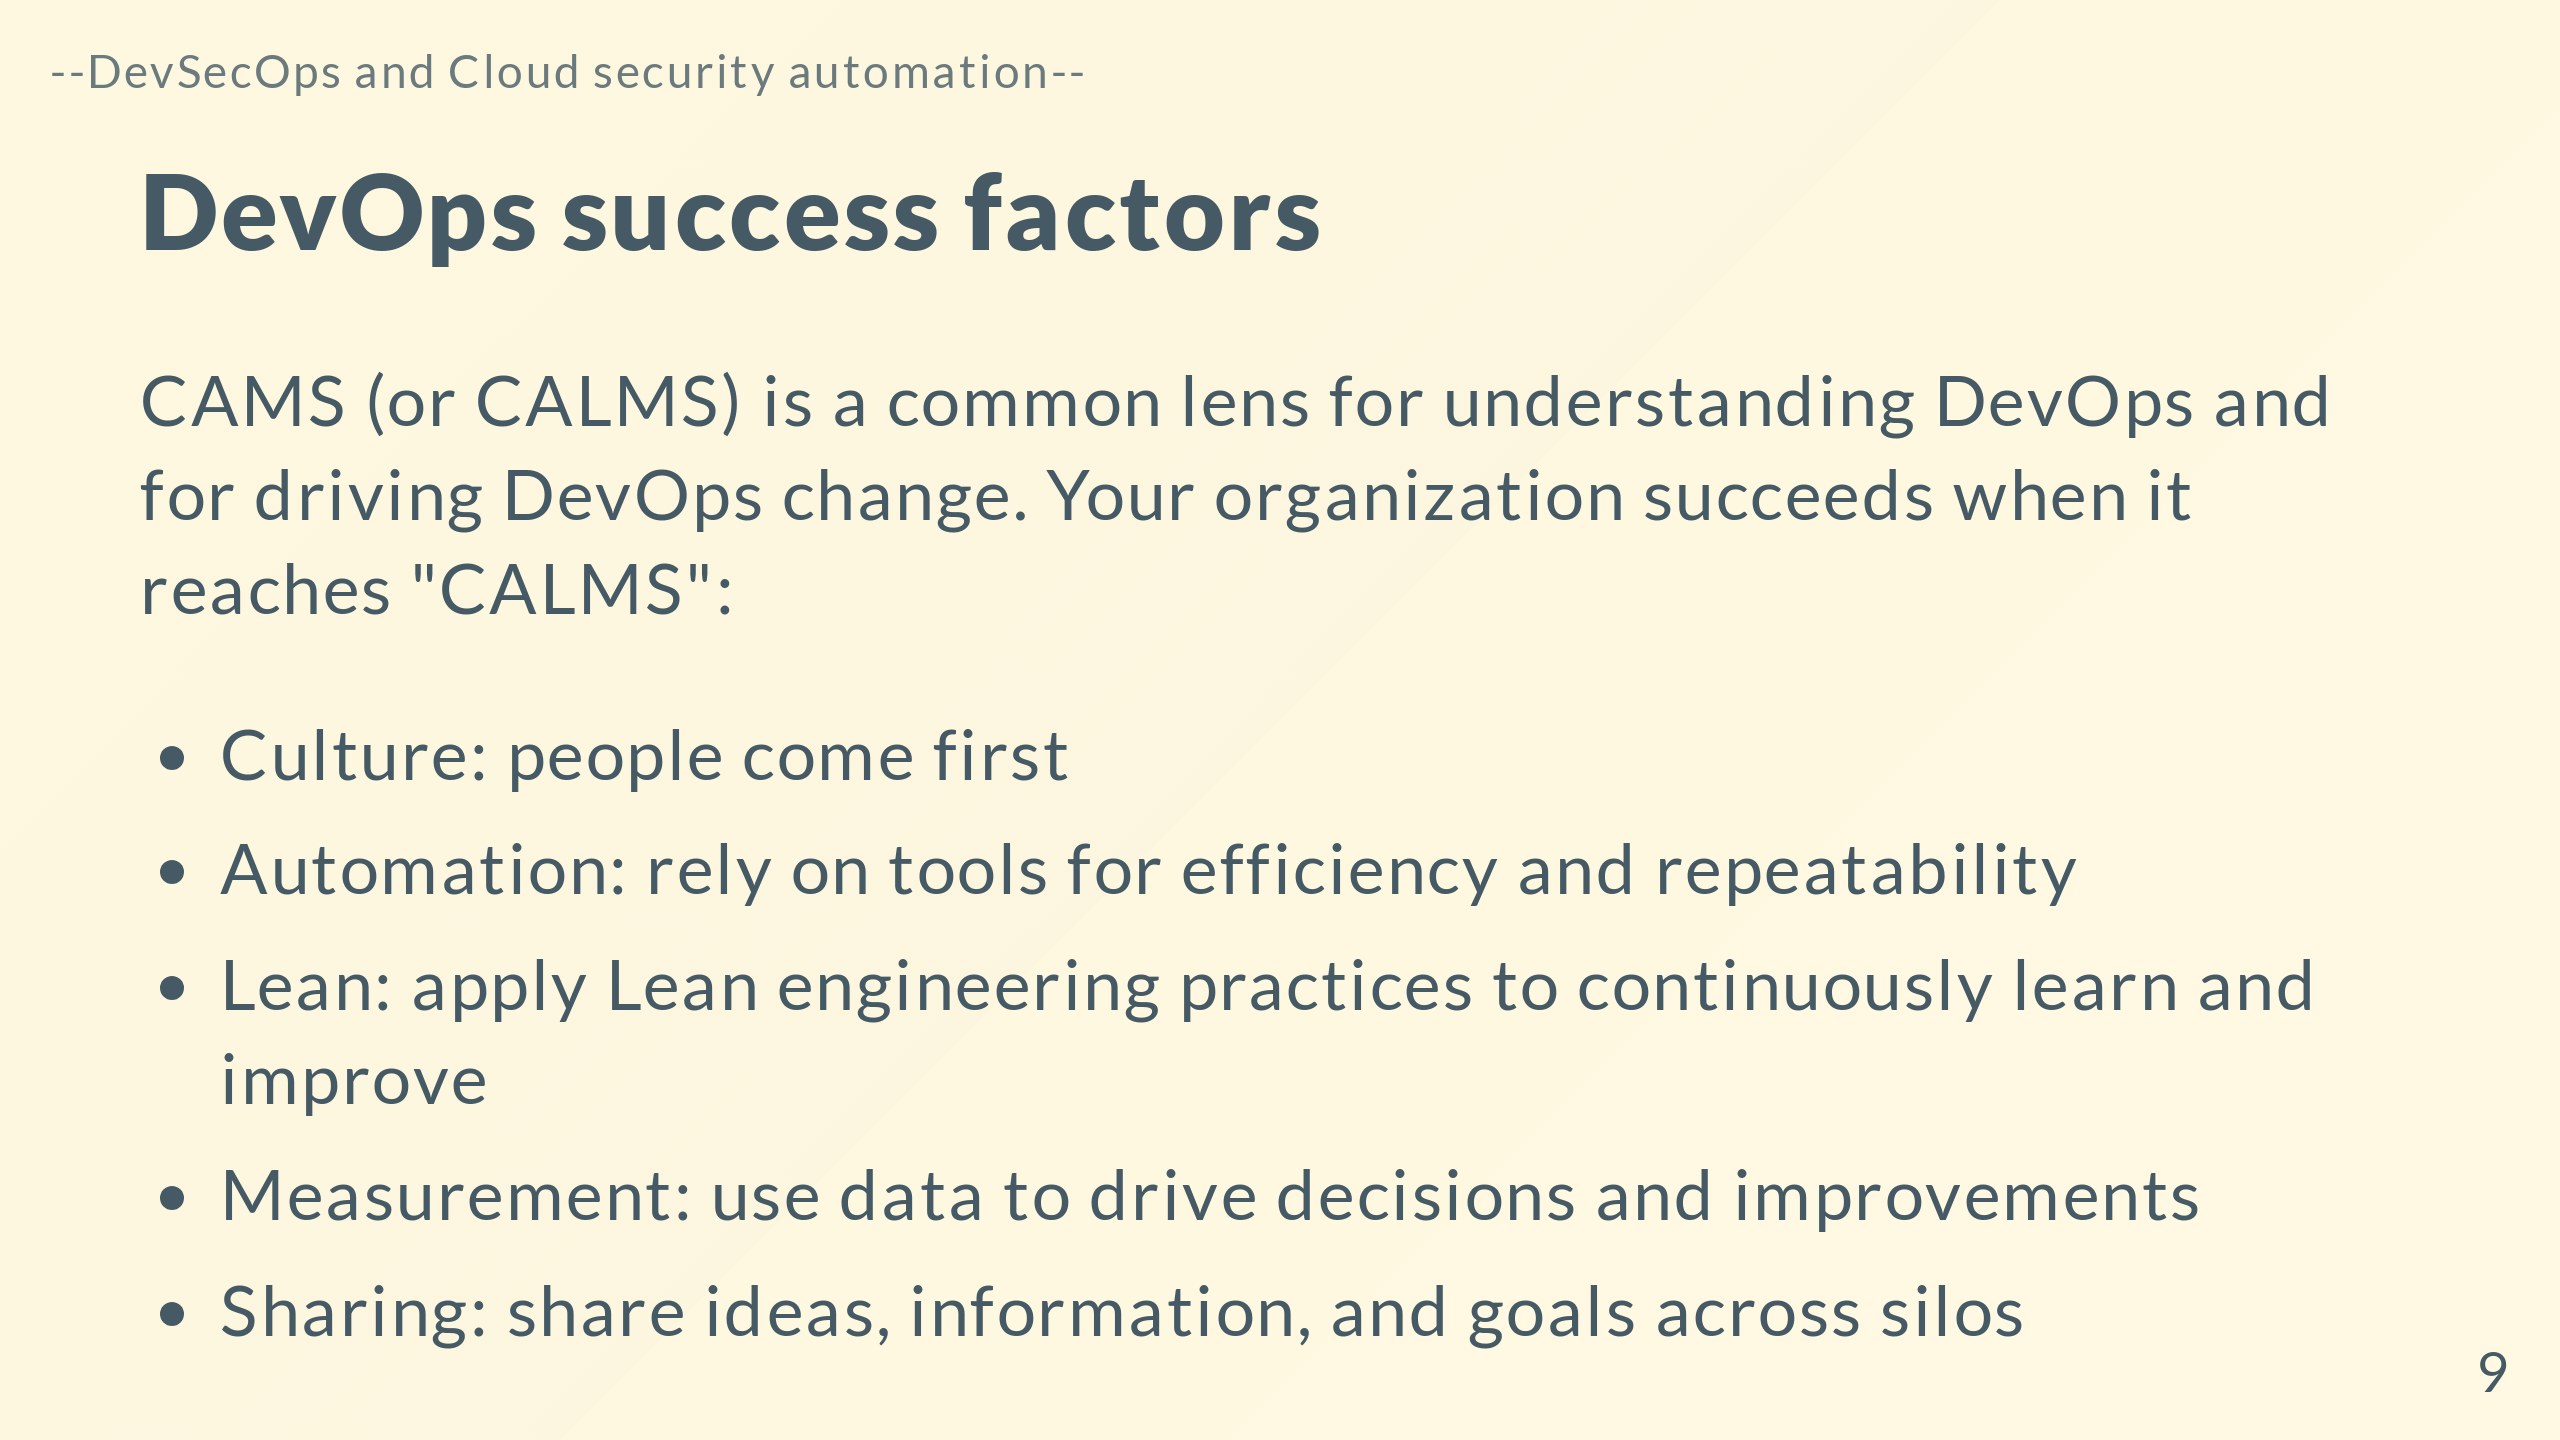 --DevSecOps and Cloud security automation--
DevOps success factors
CAMS (or CALMS) is a common lens for understanding DevOps and
for driving DevOps change. Your organization succeeds when it
reaches "CALMS":
• Culture: people come first
• Automation: rely on tools for efficiency and repeatability
• Lean: apply Lean engineering practices to continuously learn and
improve
• Measurement: use data to drive decisions and improvements
• Sharing: share ideas, information, and goals across silos
9